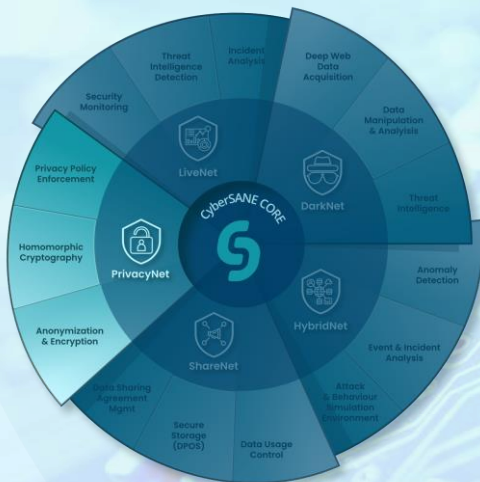 Threat
Intelligence
Detection
Incident
Analysis
Security
Monitoring
LiveNet
Deep Web
Data
Acquisition
Data
Manipulation
& Analyisis
Threat
Intelligence
DarkNet
CyberSANE CORE
Privacy Policy
Enforcement
Homomorphic
Cryptography
Anonymization
& Encryption
PrivacyNet
Anomaly
Detection
Event & Incident
Analysis
Attack
& Behaviour
Simulation
Environment
HybridNet
ShareNet
Data Sharing
Agreement
Mgmt
Secure
Storage
(DPOS)
Data Usage
Control